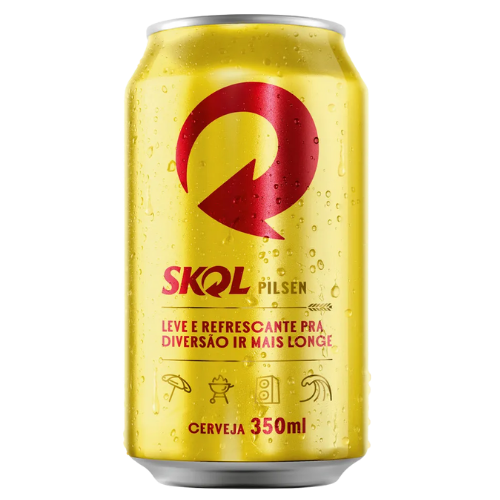 SKOL PILSEN
LEVE E REFRESCANTE PRA
DIVERSÃO IR MAIS LONGE
CERVEJA 350ml